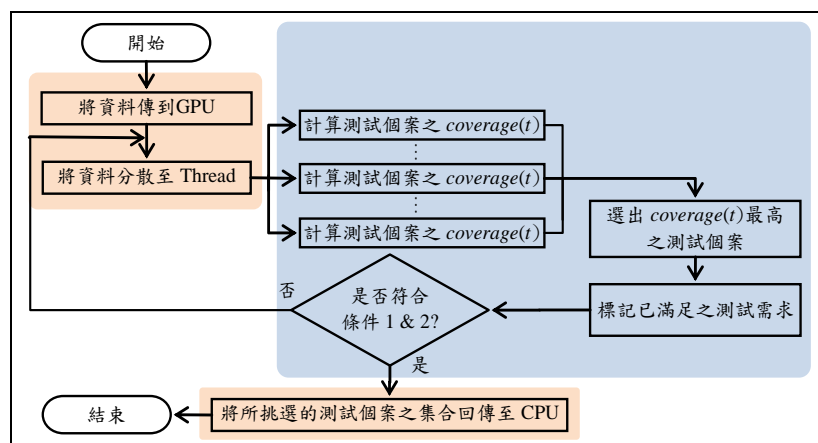 開始
將資料傳到GPU
將資料分散至 Thread
計算測試個案之 coverage(t)
計算測試個案之 coverage(t)
計算測試個案之 coverage(t)
選出 coverage(t)最高
之測試個案
標記已滿足之測試需求
是否符合
條件 1 & 2?
否
是
將所挑選的測試個案之集合回傳至 CPU
結束